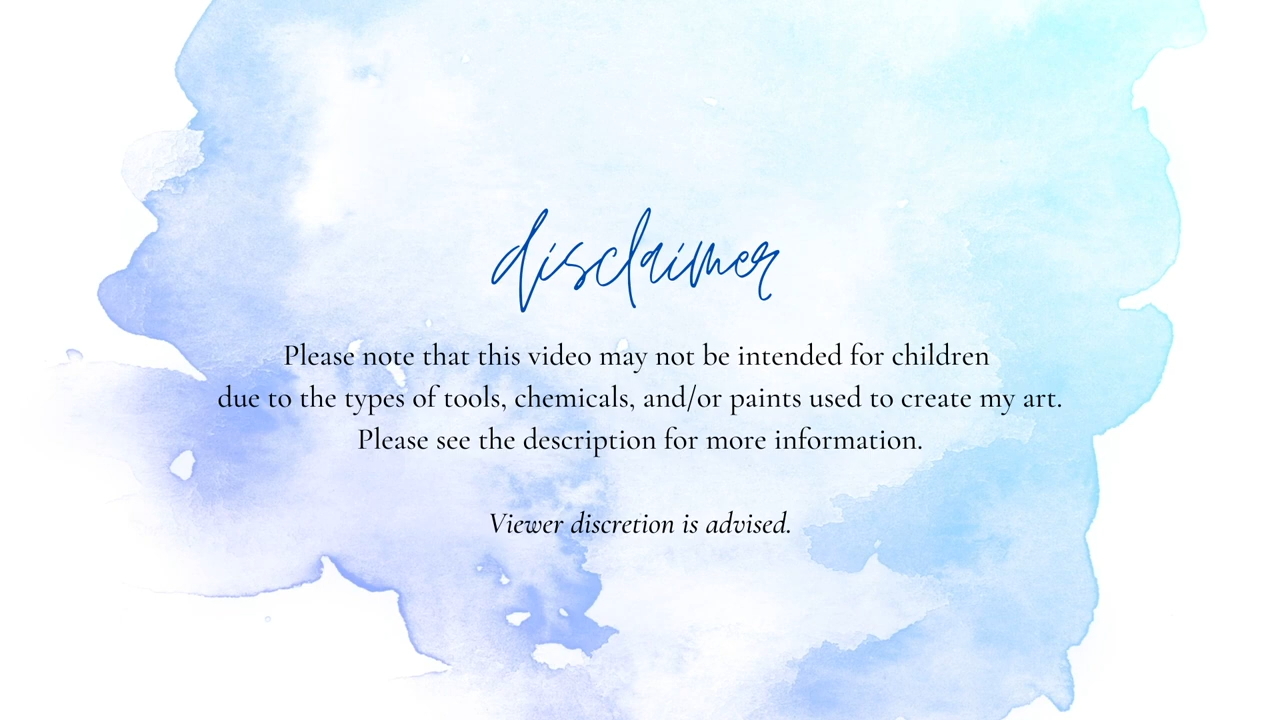 disclaimer
Please note that this video may not be intended for children
due to the types of tools, chemicals, and/or paints used to create my art.
Please see the description for more information.
Viewer discretion is advised.